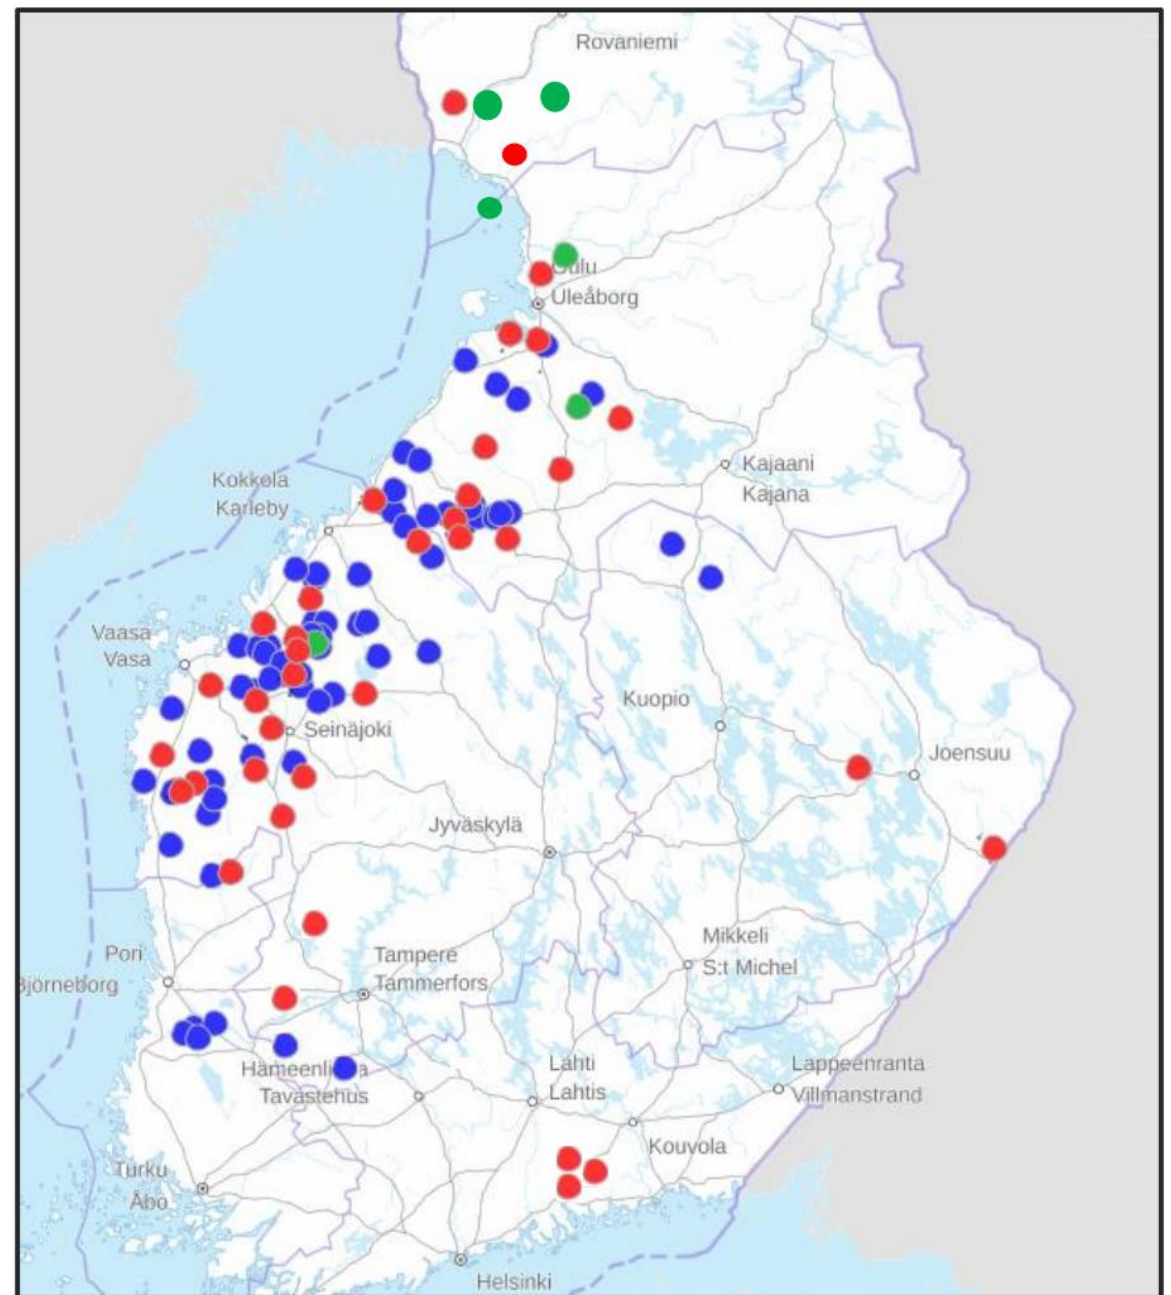 Rovaniemi
Oulu
Uleåborg
Kokkola
Karleby
Kajaani
Kajana
Vaasa
Vasa
Kuopio
Seinäjoki
Joensuu
Jyväskylä
Mikkeli
S:t Michel
Pori
Björneborg
Tampere
Tammerfors
Hämeenlinna
Tavastehus
Lahti
Lahtis
Lappeenranta
Villmanstrand
Kouvola
Turku
Åbo
Helsinki